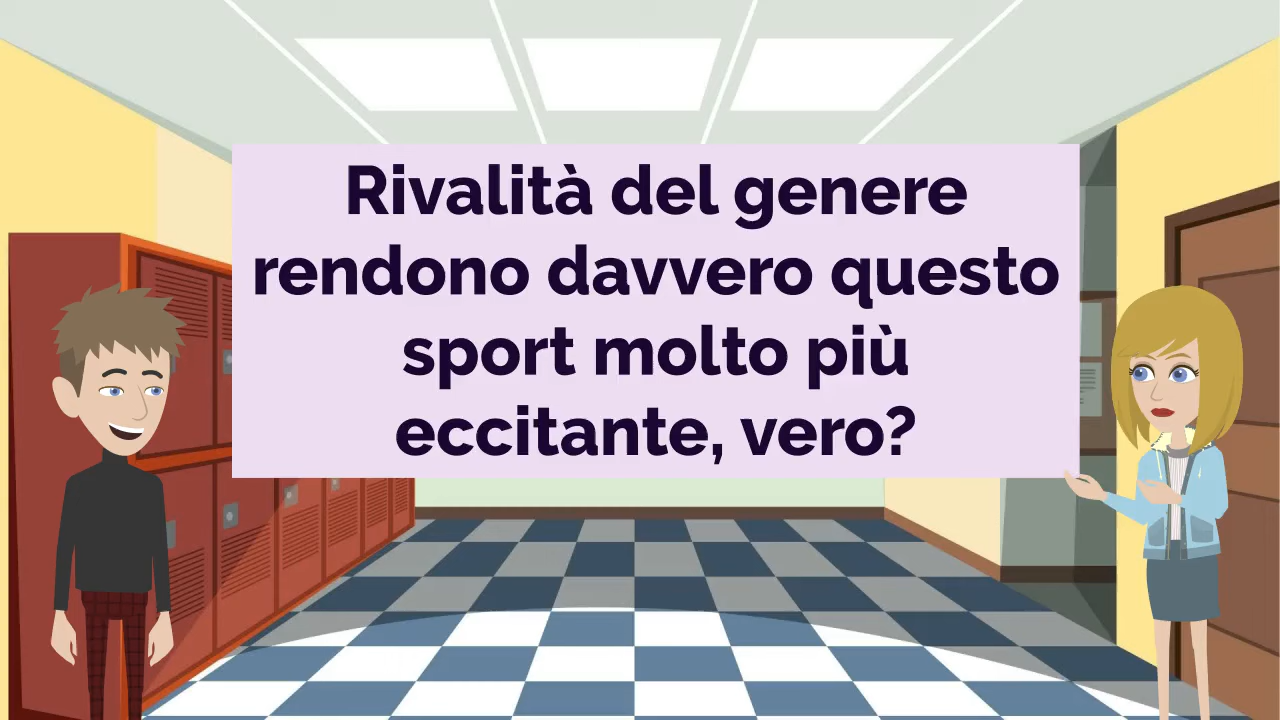 Rivalità del genere
rendono davvero questo
sport molto più
eccitante, vero?